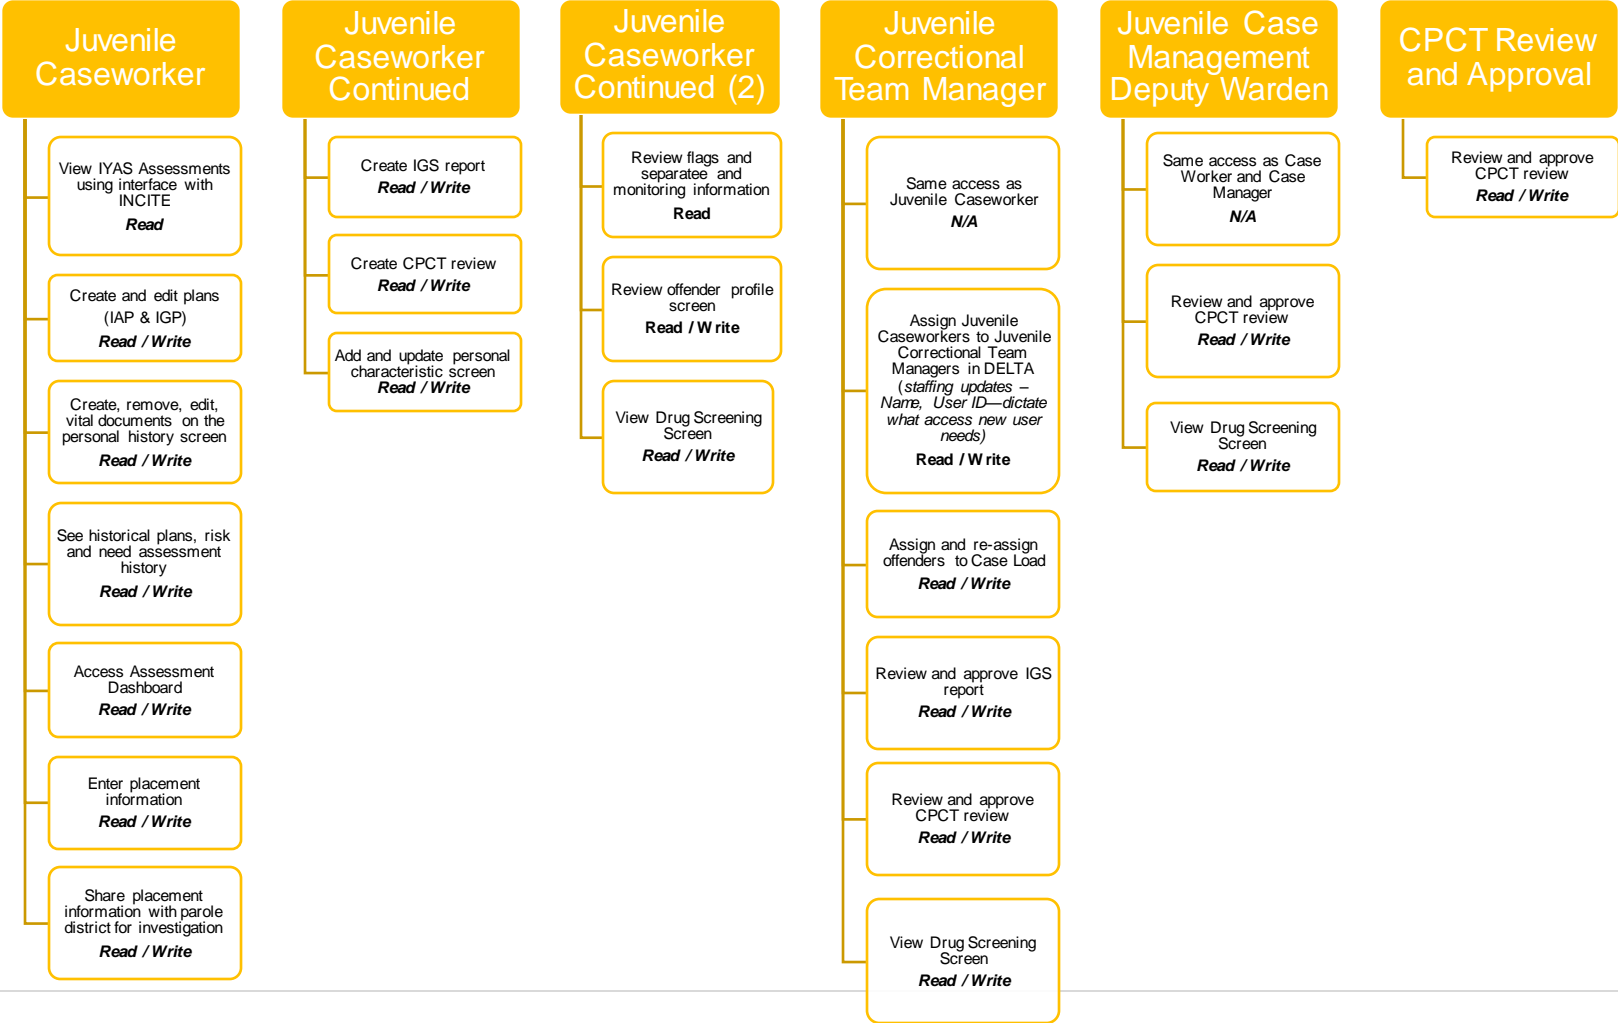 Juvenile
Caseworker
View IYAS Assessments
using interface with
INCITE
Read
Create and edit plans
(IAP & IGP)
Read / Write
Create, remove, edit,
vital documents on the
personal history screen
Read / Write
See historical plans, risk
and need assessment
history
Read / Write
Access Assessment
Dashboard
Read / Write
Enter placement
information
Read / Write
Share placement
information with parole
district for investigation
Read / Write
Juvenile
Caseworker
Continued
Create IGS report
Read / Write
Create CPCT review
Read / Write
Add and update personal
characteristic screen
Read / Write
Juvenile
Caseworker
Continued (2)
Review flags and
separatee and
monitoring information
Read
Review offender profile
screen
Read / Write
View Drug Screening
Screen
Read / Write
Juvenile
Correctional
Team Manager
Same access as
Juvenile Caseworker
N/A
Assign Juvenile
Caseworkers to Juvenile
Correctional Team
Managers in DELTA
(staffing updates –
Name, User ID—dictate
what access new user
needs)
Read / Write
Assign and re-assign
offenders to Case Load
Read / Write
Review and approve IGS
report
Read / Write
Review and approve
CPCT review
Read / Write
View Drug Screening
Screen
Read / Write
Juvenile Case
Management
Deputy Warden
Same access as Case
Worker and Case
Manager
N/A
Review and approve
CPCT review
Read / Write
View Drug Screening
Screen
Read / Write
CPCT Review
and Approval
Review and approve
CPCT review
Read / Write